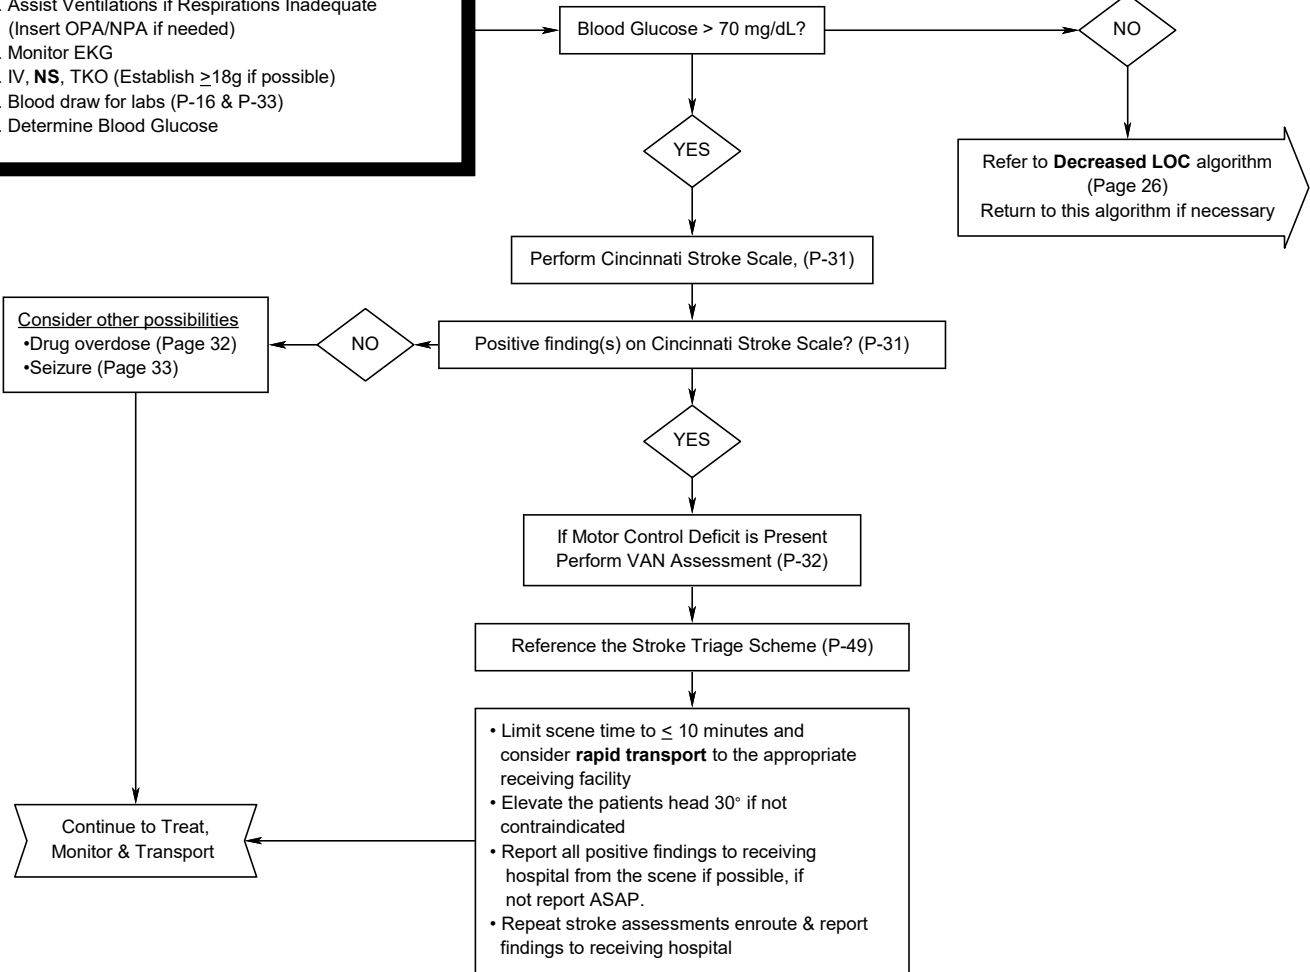 . Assist Ventilations if Respirations Inadequate
(Insert OPA/NPA if needed)
. Monitor EKG
. IV, NS, TKO (Establish ≥18g if possible)
. Blood draw for labs (P-16 & P-33)
. Determine Blood Glucose
Blood Glucose > 70 mg/dL?
NO
YES
Refer to Decreased LOC algorithm
(Page 26)
Return to this algorithm if necessary
Perform Cincinnati Stroke Scale, (P-31)
Positive finding(s) on Cincinnati Stroke Scale? (P-31)
NO
Consider other possibilities
•Drug overdose (Page 32)
•Seizure (Page 33)
YES
If Motor Control Deficit is Present
Perform VAN Assessment (P-32)
Reference the Stroke Triage Scheme (P-49)
• Limit scene time to ≤ 10 minutes and
consider rapid transport to the appropriate
receiving facility
• Elevate the patients head 30° if not
contraindicated
• Report all positive findings to receiving
hospital from the scene if possible, if
not report ASAP.
• Repeat stroke assessments enroute & report
findings to receiving hospital
Continue to Treat,
Monitor & Transport